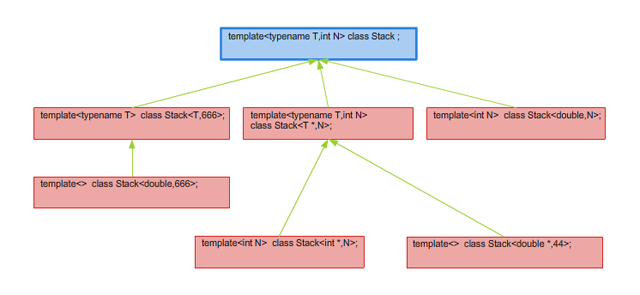 template<typename T,int N> class Stack ;
template<typename T>  class Stack<T,666>;
template<typename T,int N>
class Stack<T *,N>;
template<int N>  class Stack<double,N>;
template<>  class Stack<double,666>;
template<int N>  class Stack<int *,N>;
template<>  class Stack<double *,44>;